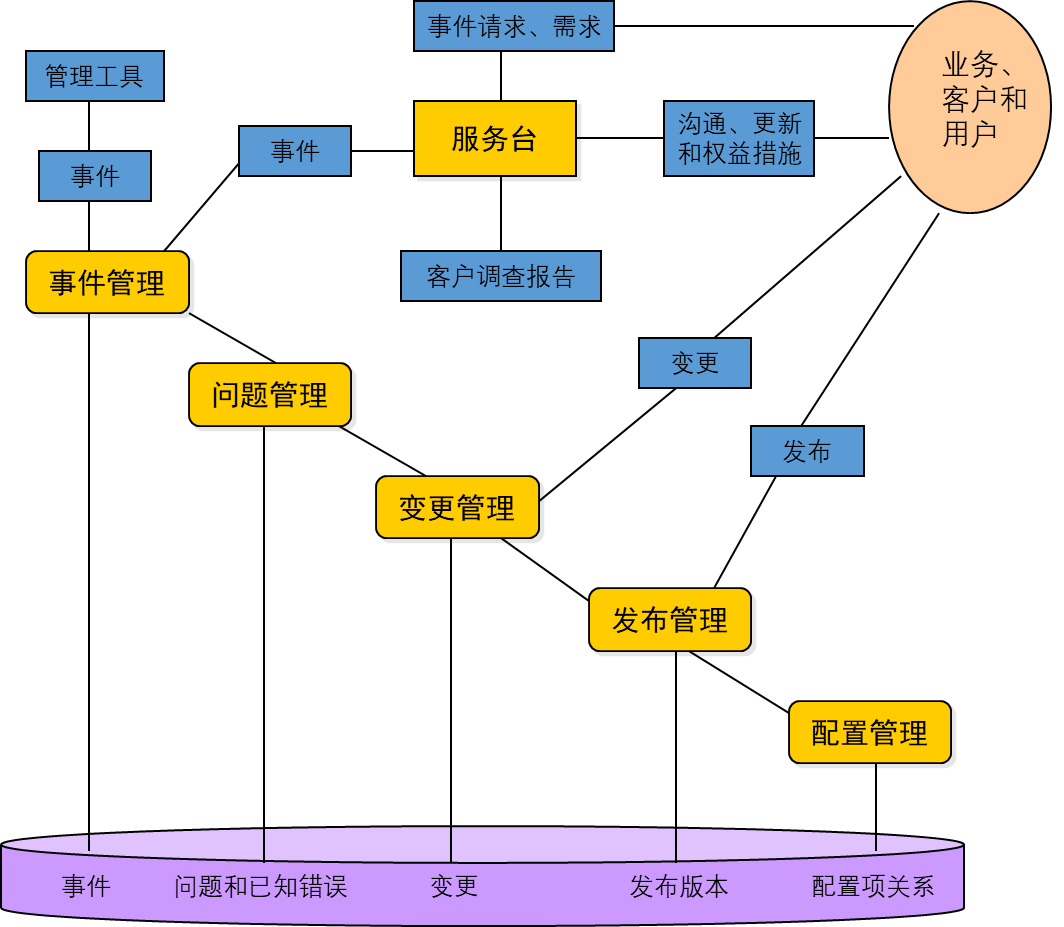 事件请求、需求
业务、
客户和
用户
管理工具
服务台
沟通、更新
和权益措施
事件
事件
事件管理
客户调查报告
变更
问题管理
发布
变更管理
发布管理
配置管理
事件
问题和已知错误
变更
发布版本
配置项关系